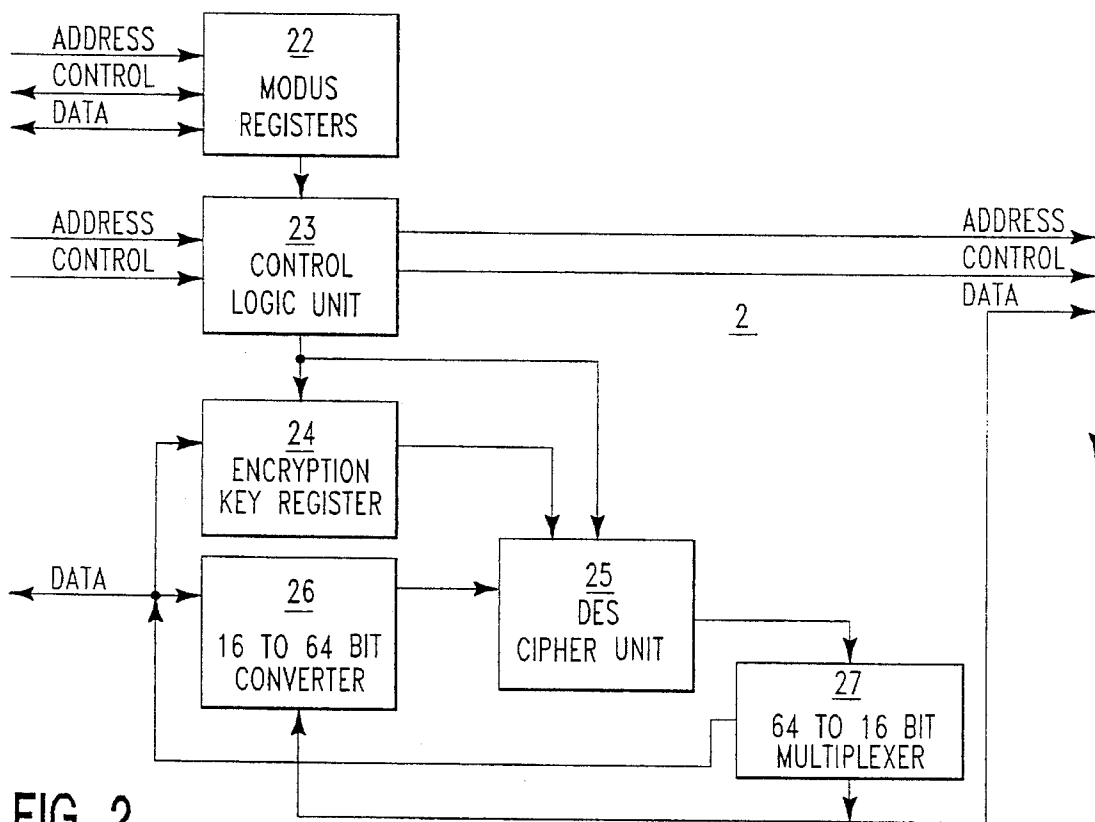 ADDRESS
CONTROL
DATA
22
MODUS
REGISTERS
ADDRESS
CONTROL
23
CONTROL
LOGIC UNIT
ADDRESS
CONTROL
DATA
2
24
ENCRYPTION
KEY REGISTER
DATA
26
16 TO 64 BIT
CONVERTER
25
DES
CIPHER UNIT
27
64 TO 16 BIT
MULTIPLEXER
FIG. 2